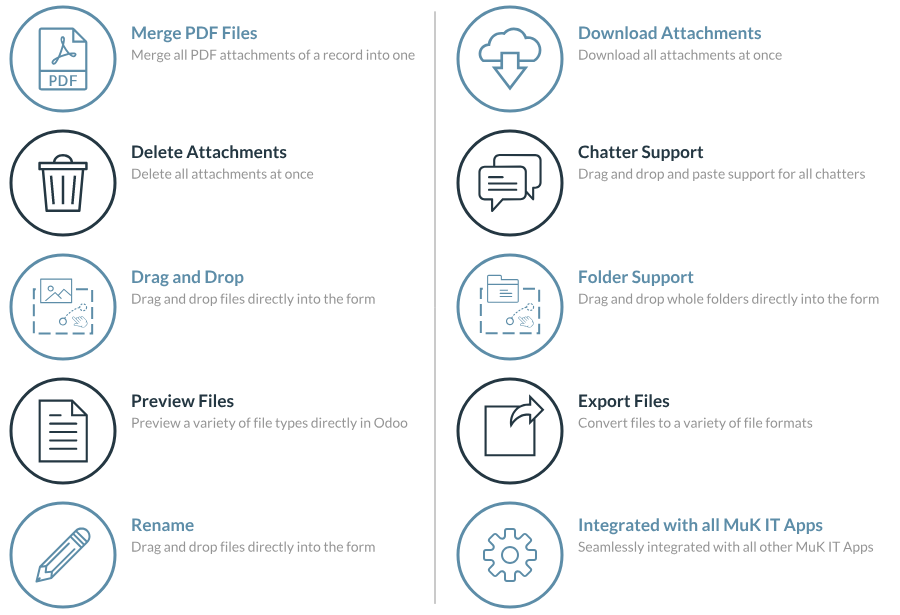 PDF
Merge PDF Files
Merge all PDF attachments of a record into one
Delete Attachments
Delete all attachments at once
Drag and Drop
Drag and drop files directly into the form
Preview Files
Preview a variety of file types directly in Odoo
Rename
Drag and drop files directly into the form
Download Attachments
Download all attachments at once
Chatter Support
Drag and drop and paste support for all chatters
Folder Support
Drag and drop whole folders directly into the form
Export Files
Convert files to a variety of file formats
Integrated with all MuK IT Apps
Seamlessly integrated with all other MuK IT Apps